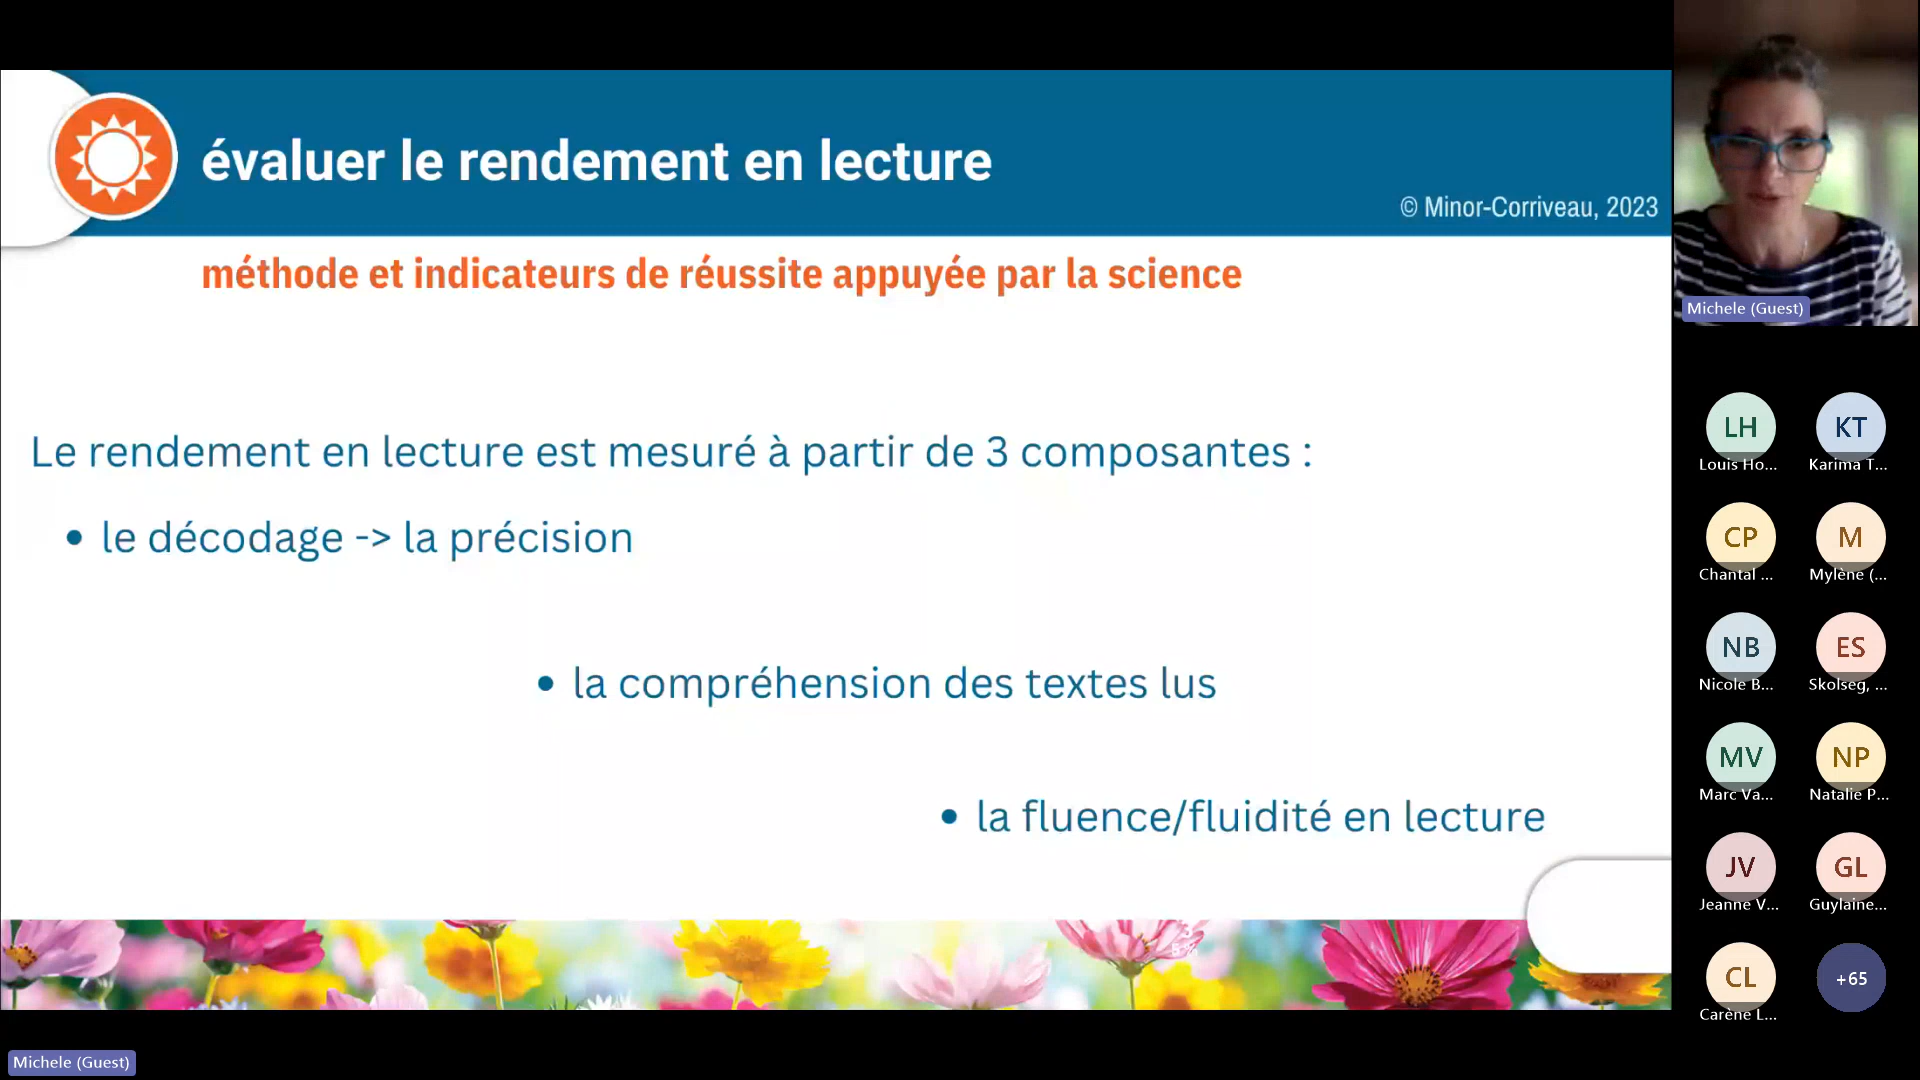 évaluer le rendement en lecture
© Minor-Corriveau, 2023
méthode et indicateurs de réussite appuyée par la science
Le rendement en lecture est mesuré à partir de 3 composantes :
• le décodage -> la précision
• la compréhension des textes lus
• la fluence/fluidité en lecture
Michele (Guest)
LH
Louis Ho...
KT
Karima T...
CP
Chantal ...
M
Mylène (...
NB
Nicole B...
ES
Skolseg, ...
MV
Marc Va...
NP
Natalie P...
JV
Jeanne V...
GL
Guylaine...
CL
Carène L...
+65
Michele (Guest)